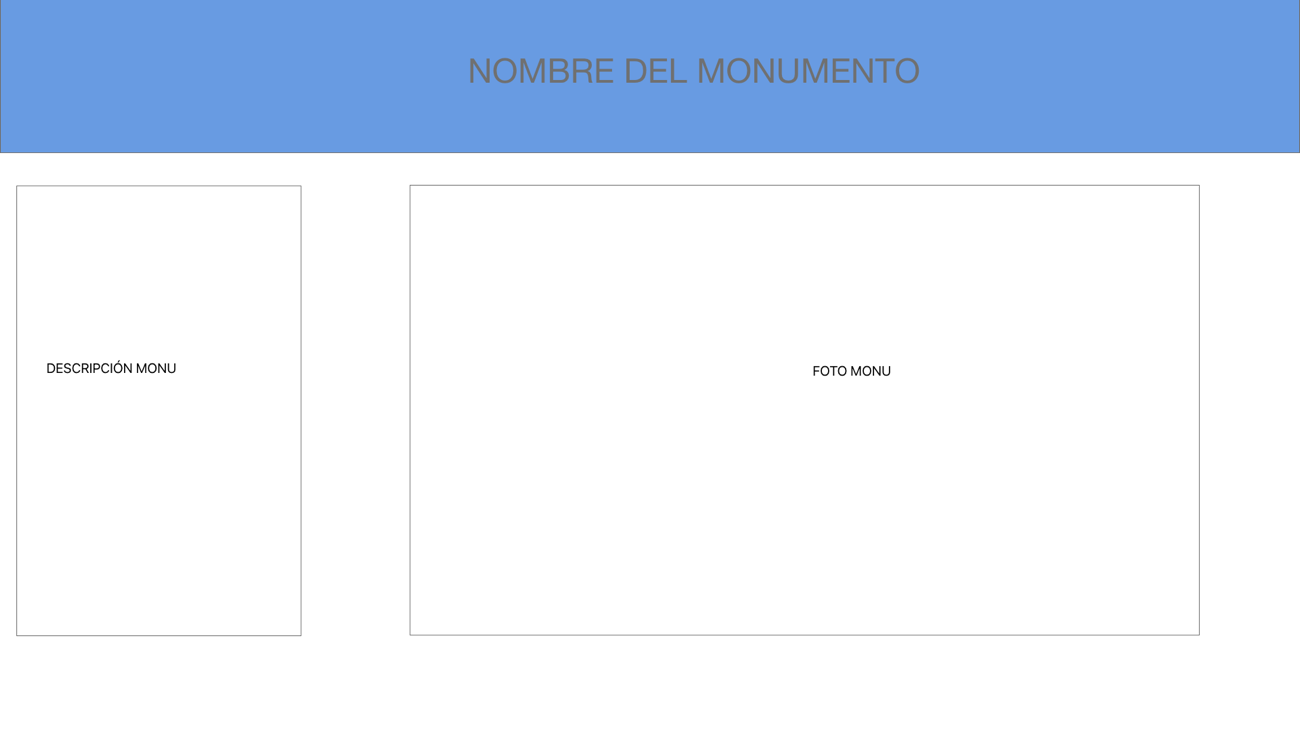 NOMBRE DEL MONUMENTO
DESCRIPCIÓN MONU
FOTO MONU